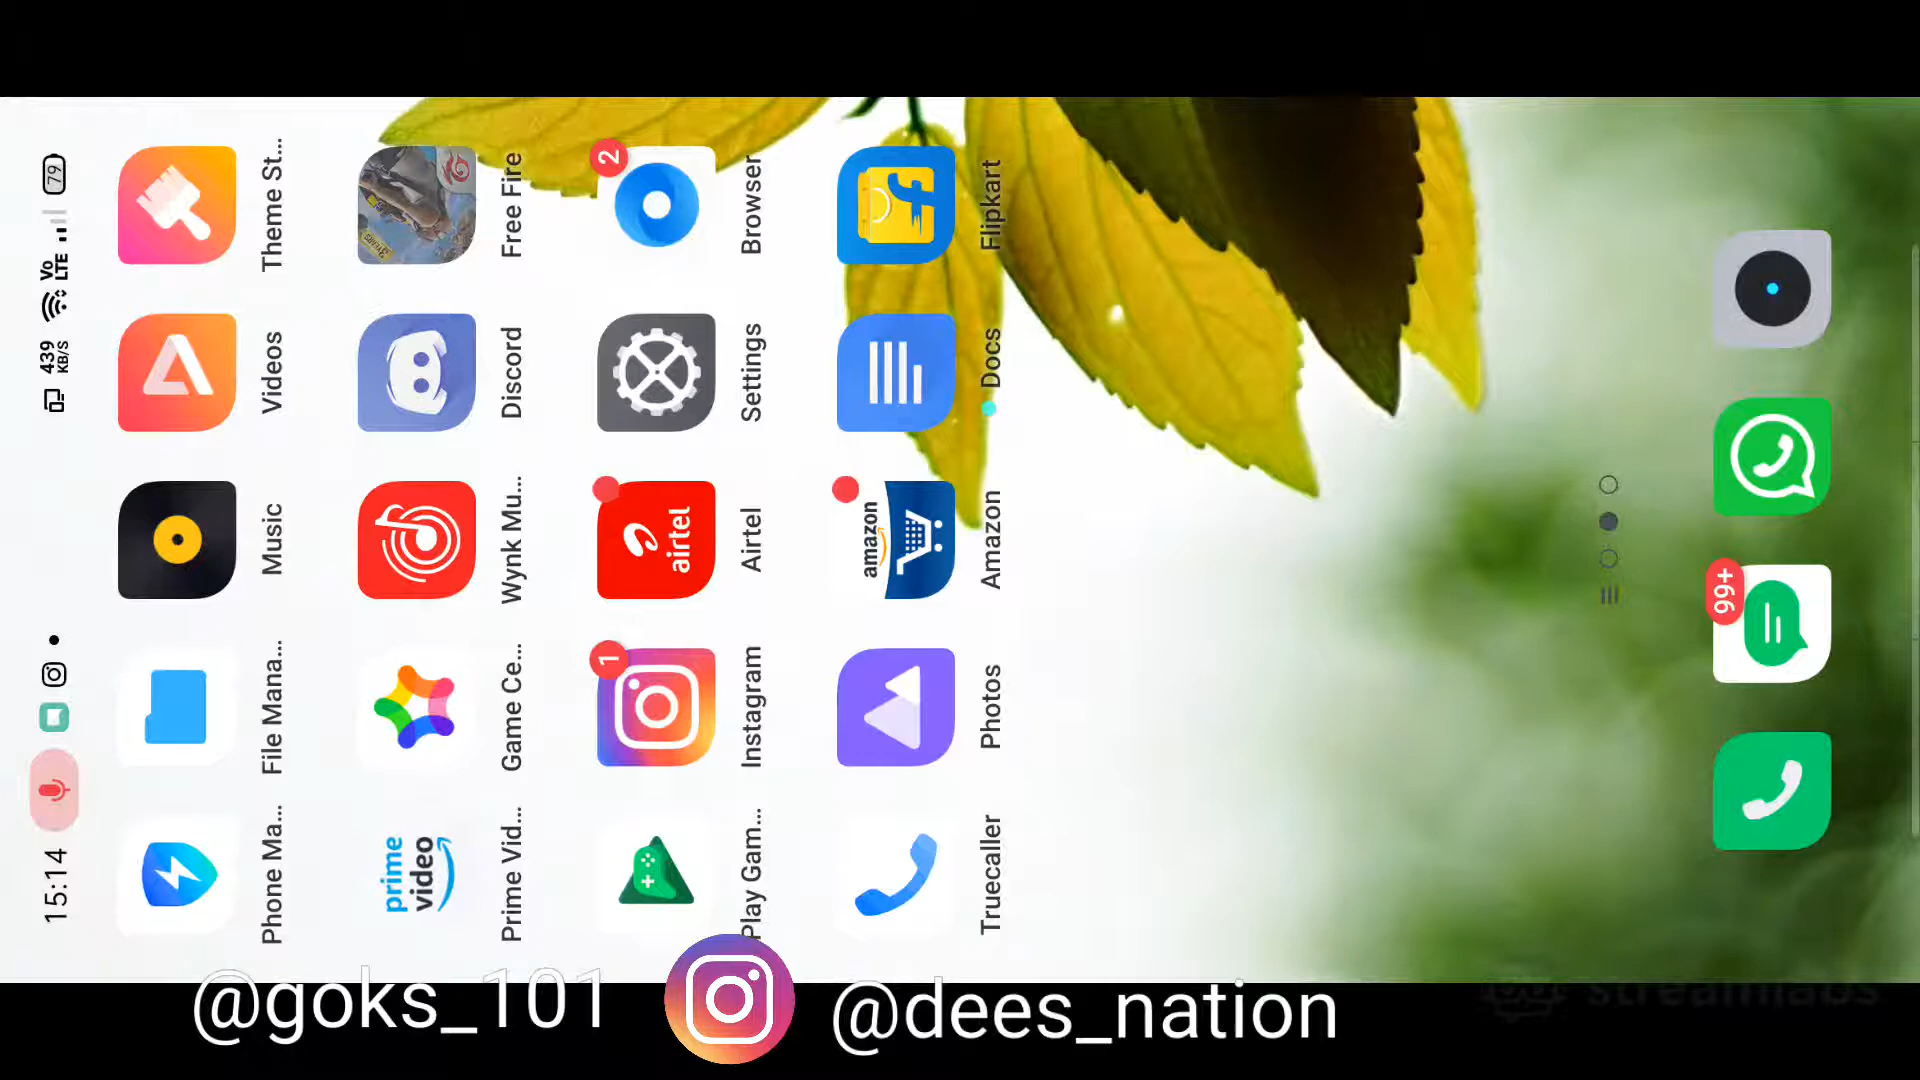 15:14
439 KB/S
Vo LTE
79
Phone Ma...
File Mana...
Music
Videos
Theme St...
prime video
Prime Vid...
Game Ce...
Wynk Mu...
Discord
Free Fire
Play Gam...
1
Instagram
airtel
Airtel
Settings
2
Browser
Truecaller
Photos
amazon
Amazon
Docs
Flipkart
99+
@goks_101
@dees_nation
streamlabs